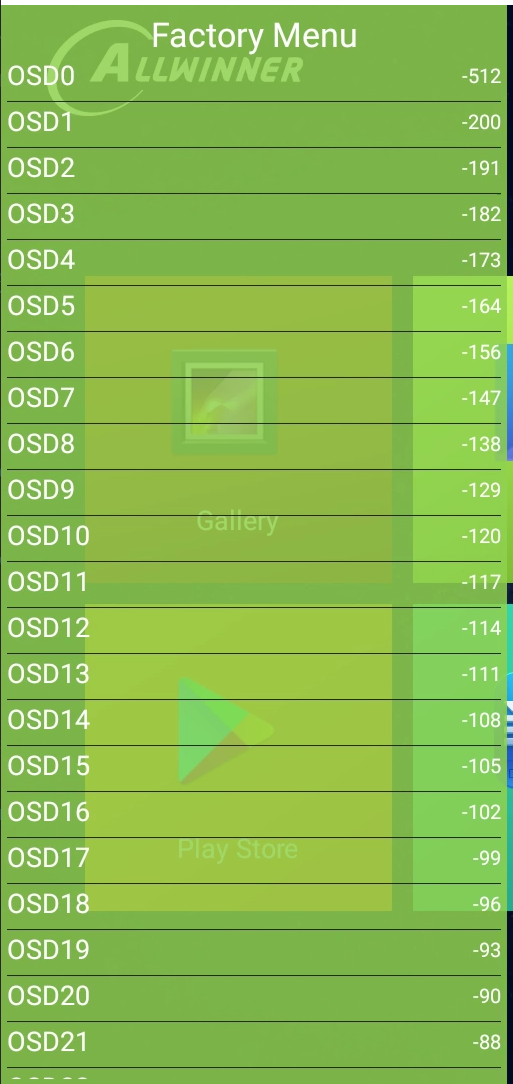 Factory Menu
ALLWINNER
OSD0 -512
OSD1 -200
OSD2 -191
OSD3 -182
OSD4 -173
OSD5 -164
OSD6 -156
OSD7 -147
OSD8 -138
OSD9 -129
Gallery
OSD10 -120
OSD11 -117
OSD12 -114
OSD13 -111
OSD14 -108
OSD15 -105
OSD16 -102
Play Store
OSD17 -99
OSD18 -96
OSD19 -93
OSD20 -90
OSD21 -88